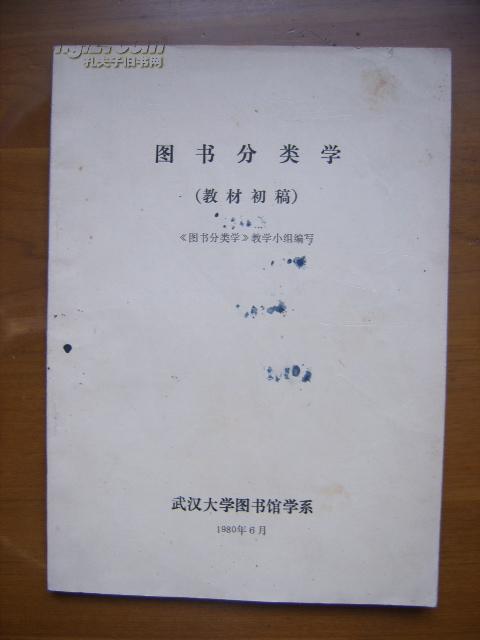 孔夫子旧书网
图书分类学
(教材初稿)
《图书分类学》教学小组编写
武汉大学图书馆学系
1980年6月